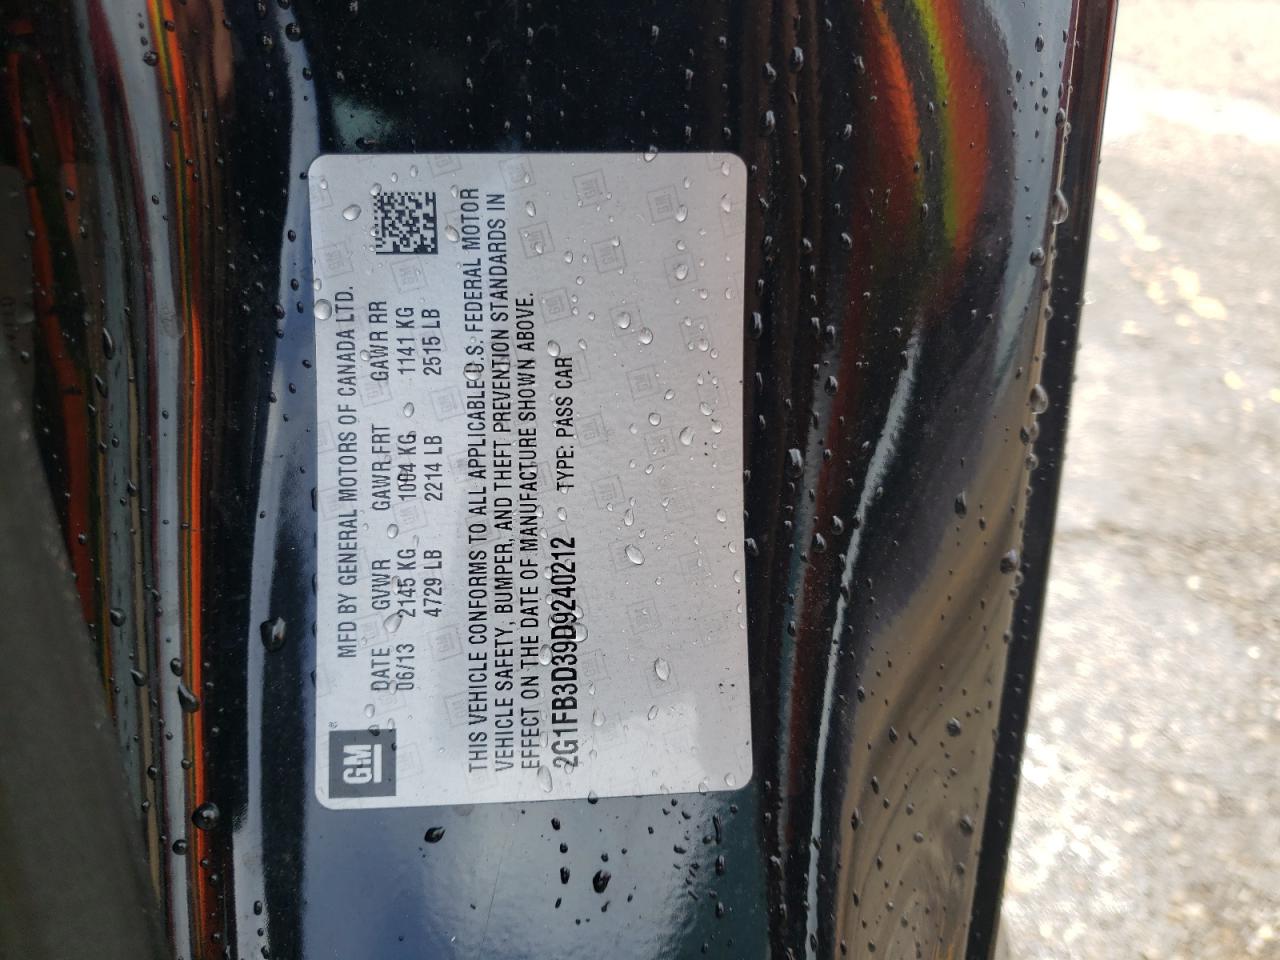 GM
MFD BY GENERAL MOTORS OF CANADA LTD.
DATE GVWR GAWR FRT GAWR RR
06/13 2145 KG 1004 KG 1141 KG
4729 LB 2214 LB 2515 LB
THIS VEHICLE CONFORMS TO ALL APPLICABLE U.S. FEDERAL MOTOR
VEHICLE SAFETY, BUMPER, AND THEFT PREVENTION STANDARDS IN
EFFECT ON THE DATE OF MANUFACTURE SHOWN ABOVE.
2G1FB3D39D9240212 TYPE: PASS CAR